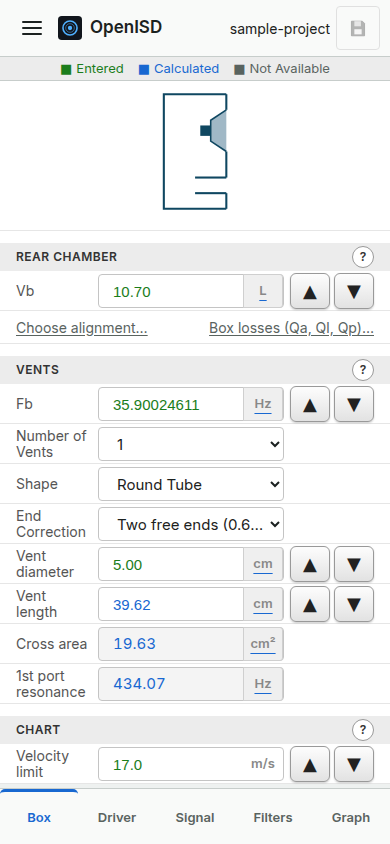 OpenISD
sample-project
Entered Calculated Not Available
REAR CHAMBER ?
Vb 10.70 L ▲ ▼
Choose alignment... Box losses (Qa, Ql, Qp)...
VENTS ?
Fb 35.90024611 Hz ▲ ▼
Number of
Vents
1
Shape Round Tube
End
Correction
Two free ends (0.6...
Vent
diameter
5.00 cm ▲ ▼
Vent
length
39.62 cm ▲ ▼
Cross area 19.63 cm²
1st port
resonance
434.07 Hz
CHART ?
Velocity
limit
17.0 m/s ▲ ▼
Box Driver Signal Filters Graph